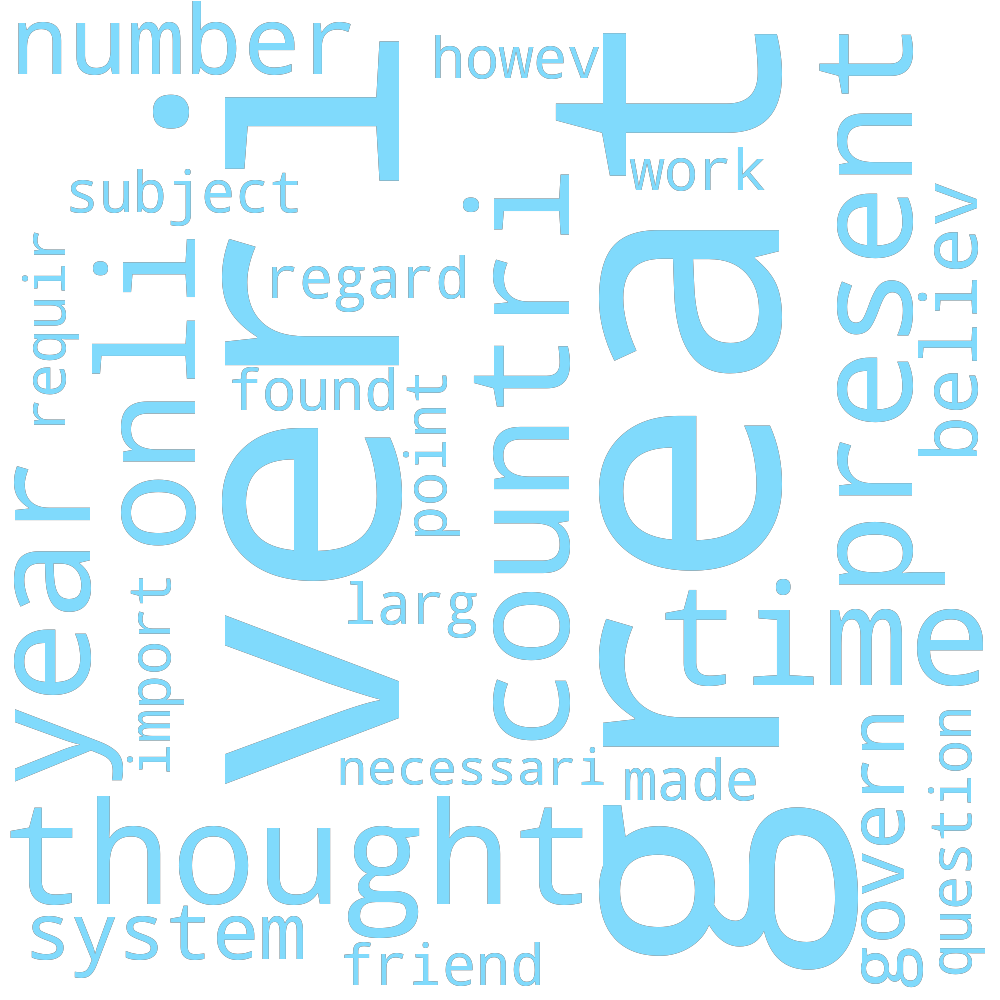 number
howev
work
subject
regard
requir
onli
veri
great
countri
present
believ
found
point
year
import
larg
time
necessari
made
thought
govern
question
system
friend